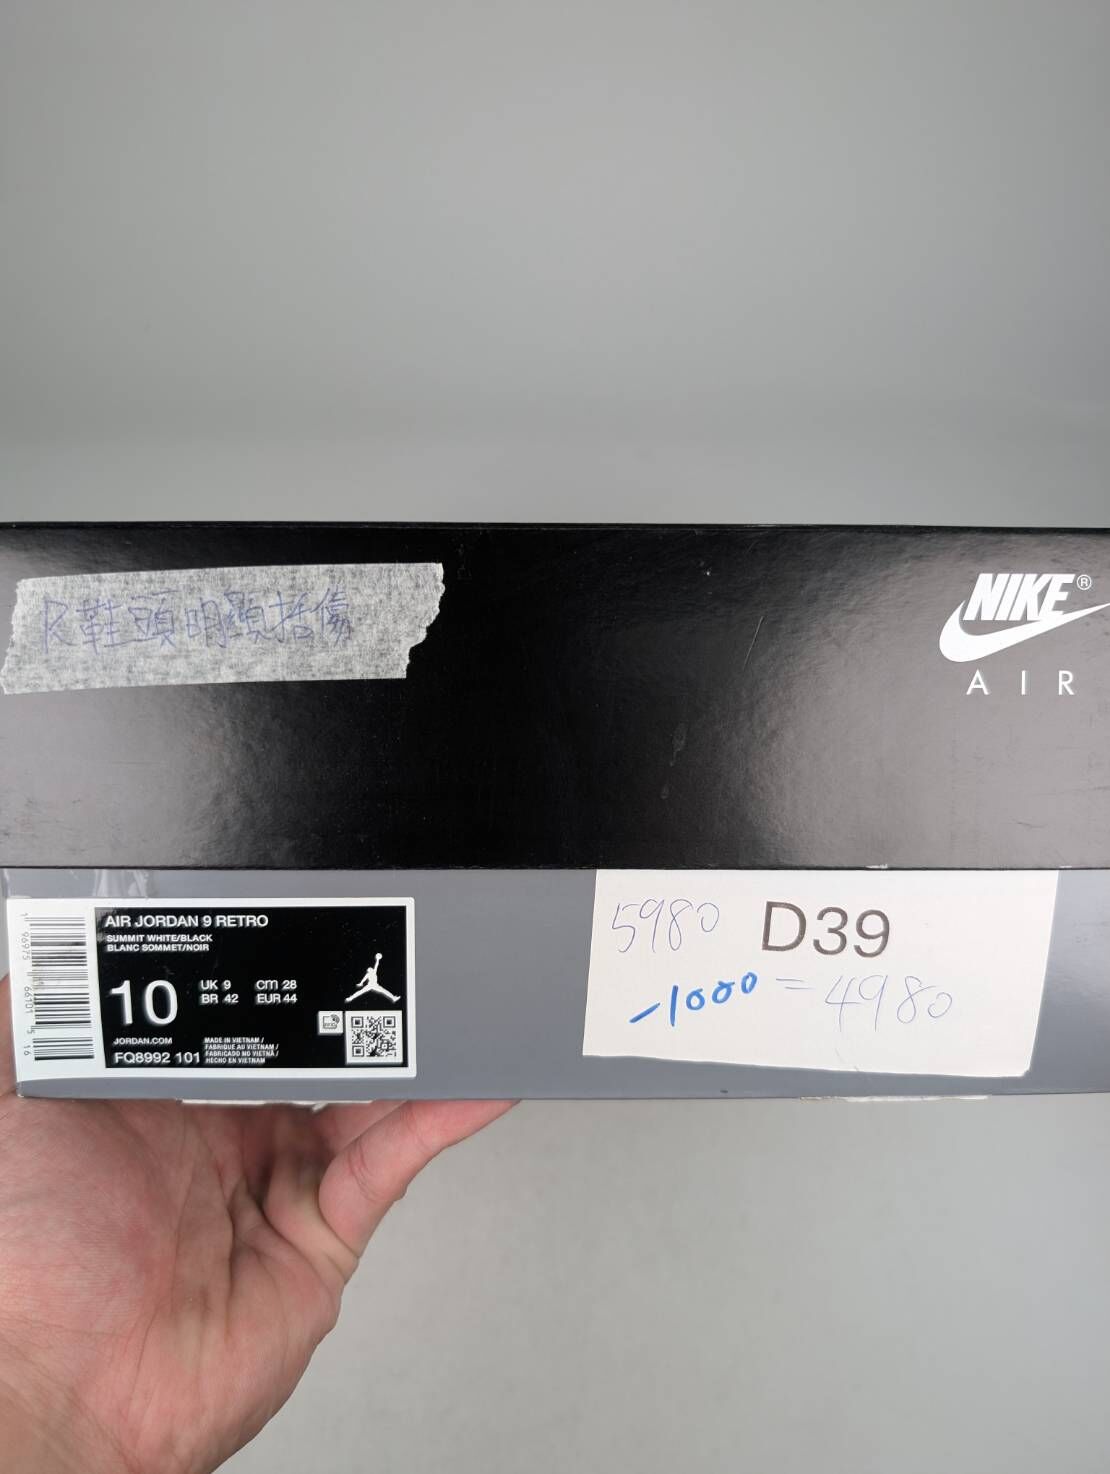 R鞋頭明顯括傷
NIKE®
AIR
AIR JORDAN 9 RETRO
SUMMIT WHITE/BLACK
BLANC SOMMET/NOIR
10
UK 9 cm 28
BR 42 EUR 44
JORDAN.COM
FQ8992 101
MADE IN VIETNAM /
FABRIQUE AU VIETNAM /
FABRICADO NO VIETNÃ /
HECHO EN VIETNAM
5980 D39
-1000 = 4980